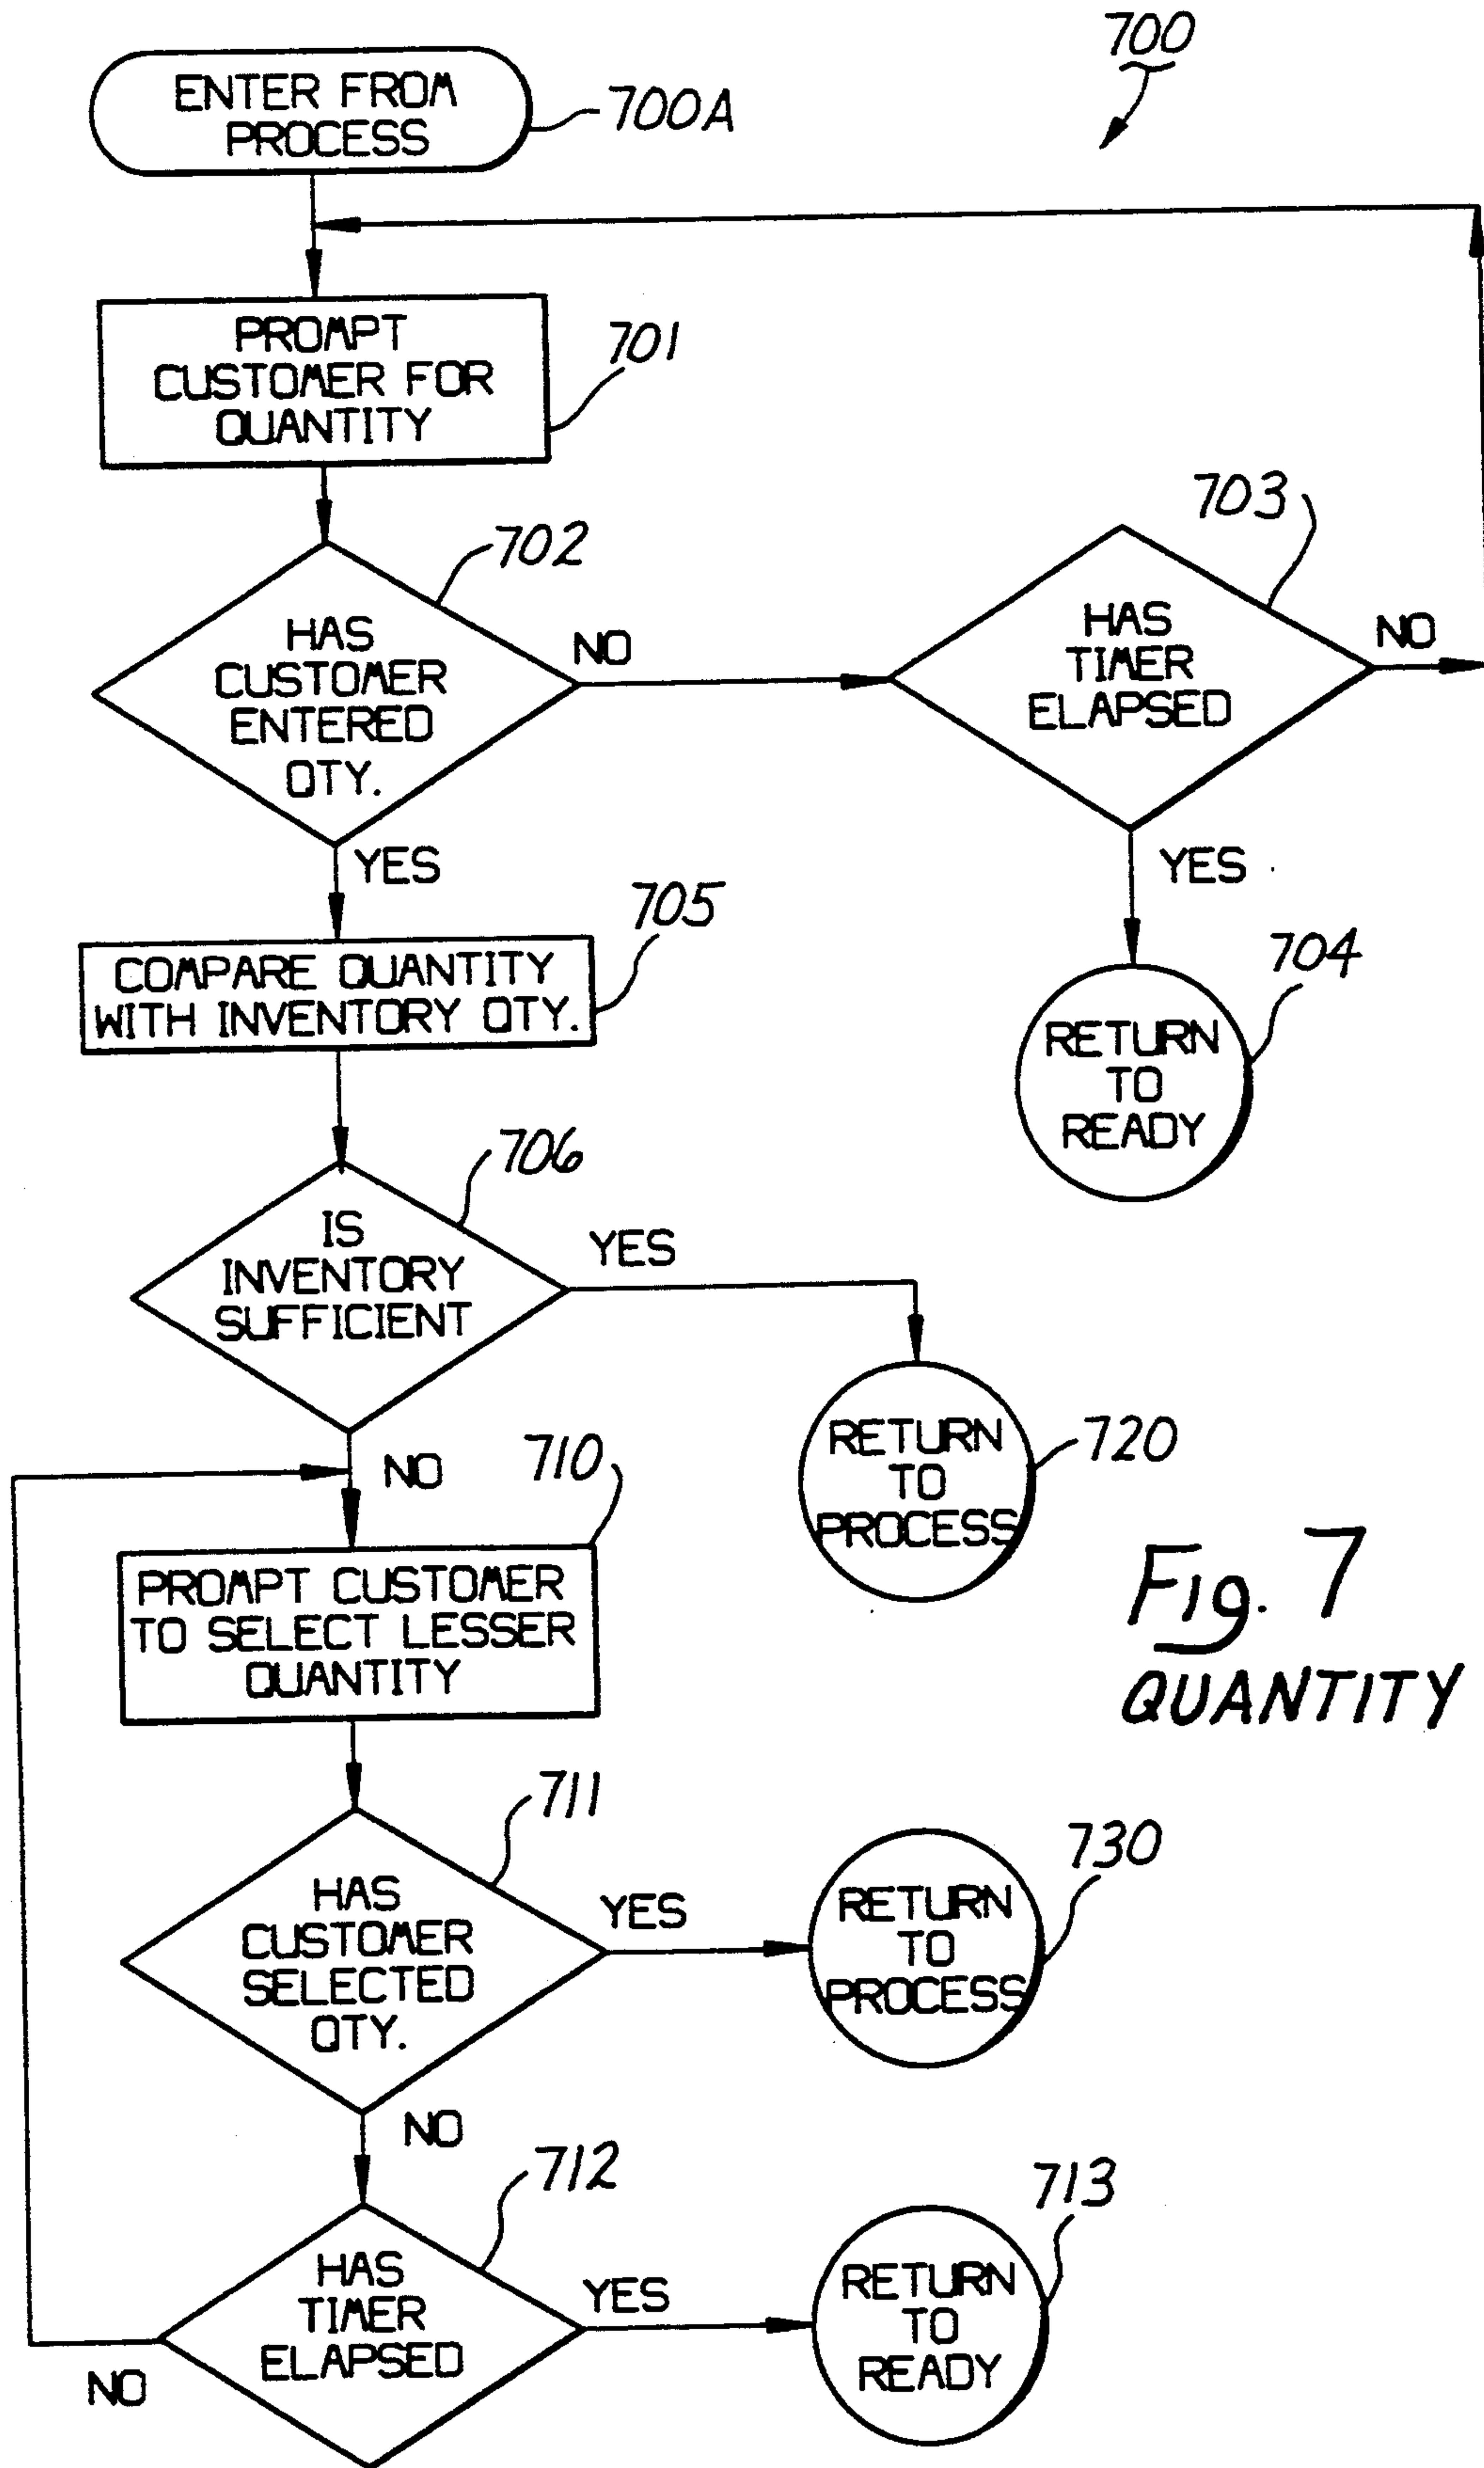 700
ENTER FROM
PROCESS
700A
PROMPT
CUSTOMER FOR
QUANTITY
701
702
HAS
CUSTOMER
ENTERED
QTY.
NO
703
HAS
TIMER
ELAPSED
NO
YES
YES
704
RETURN
TO
READY
705
COMPARE QUANTITY
WITH INVENTORY QTY.
706
IS
INVENTORY
SUFFICIENT
YES
720
RETURN
TO
PROCESS
NO
710
PROMPT CUSTOMER
TO SELECT LESSER
QUANTITY
Fig. 7
QUANTITY
711
HAS
CUSTOMER
SELECTED
QTY.
YES
730
RETURN
TO
PROCESS
NO
712
HAS
TIMER
ELAPSED
YES
713
RETURN
TO
READY
NO